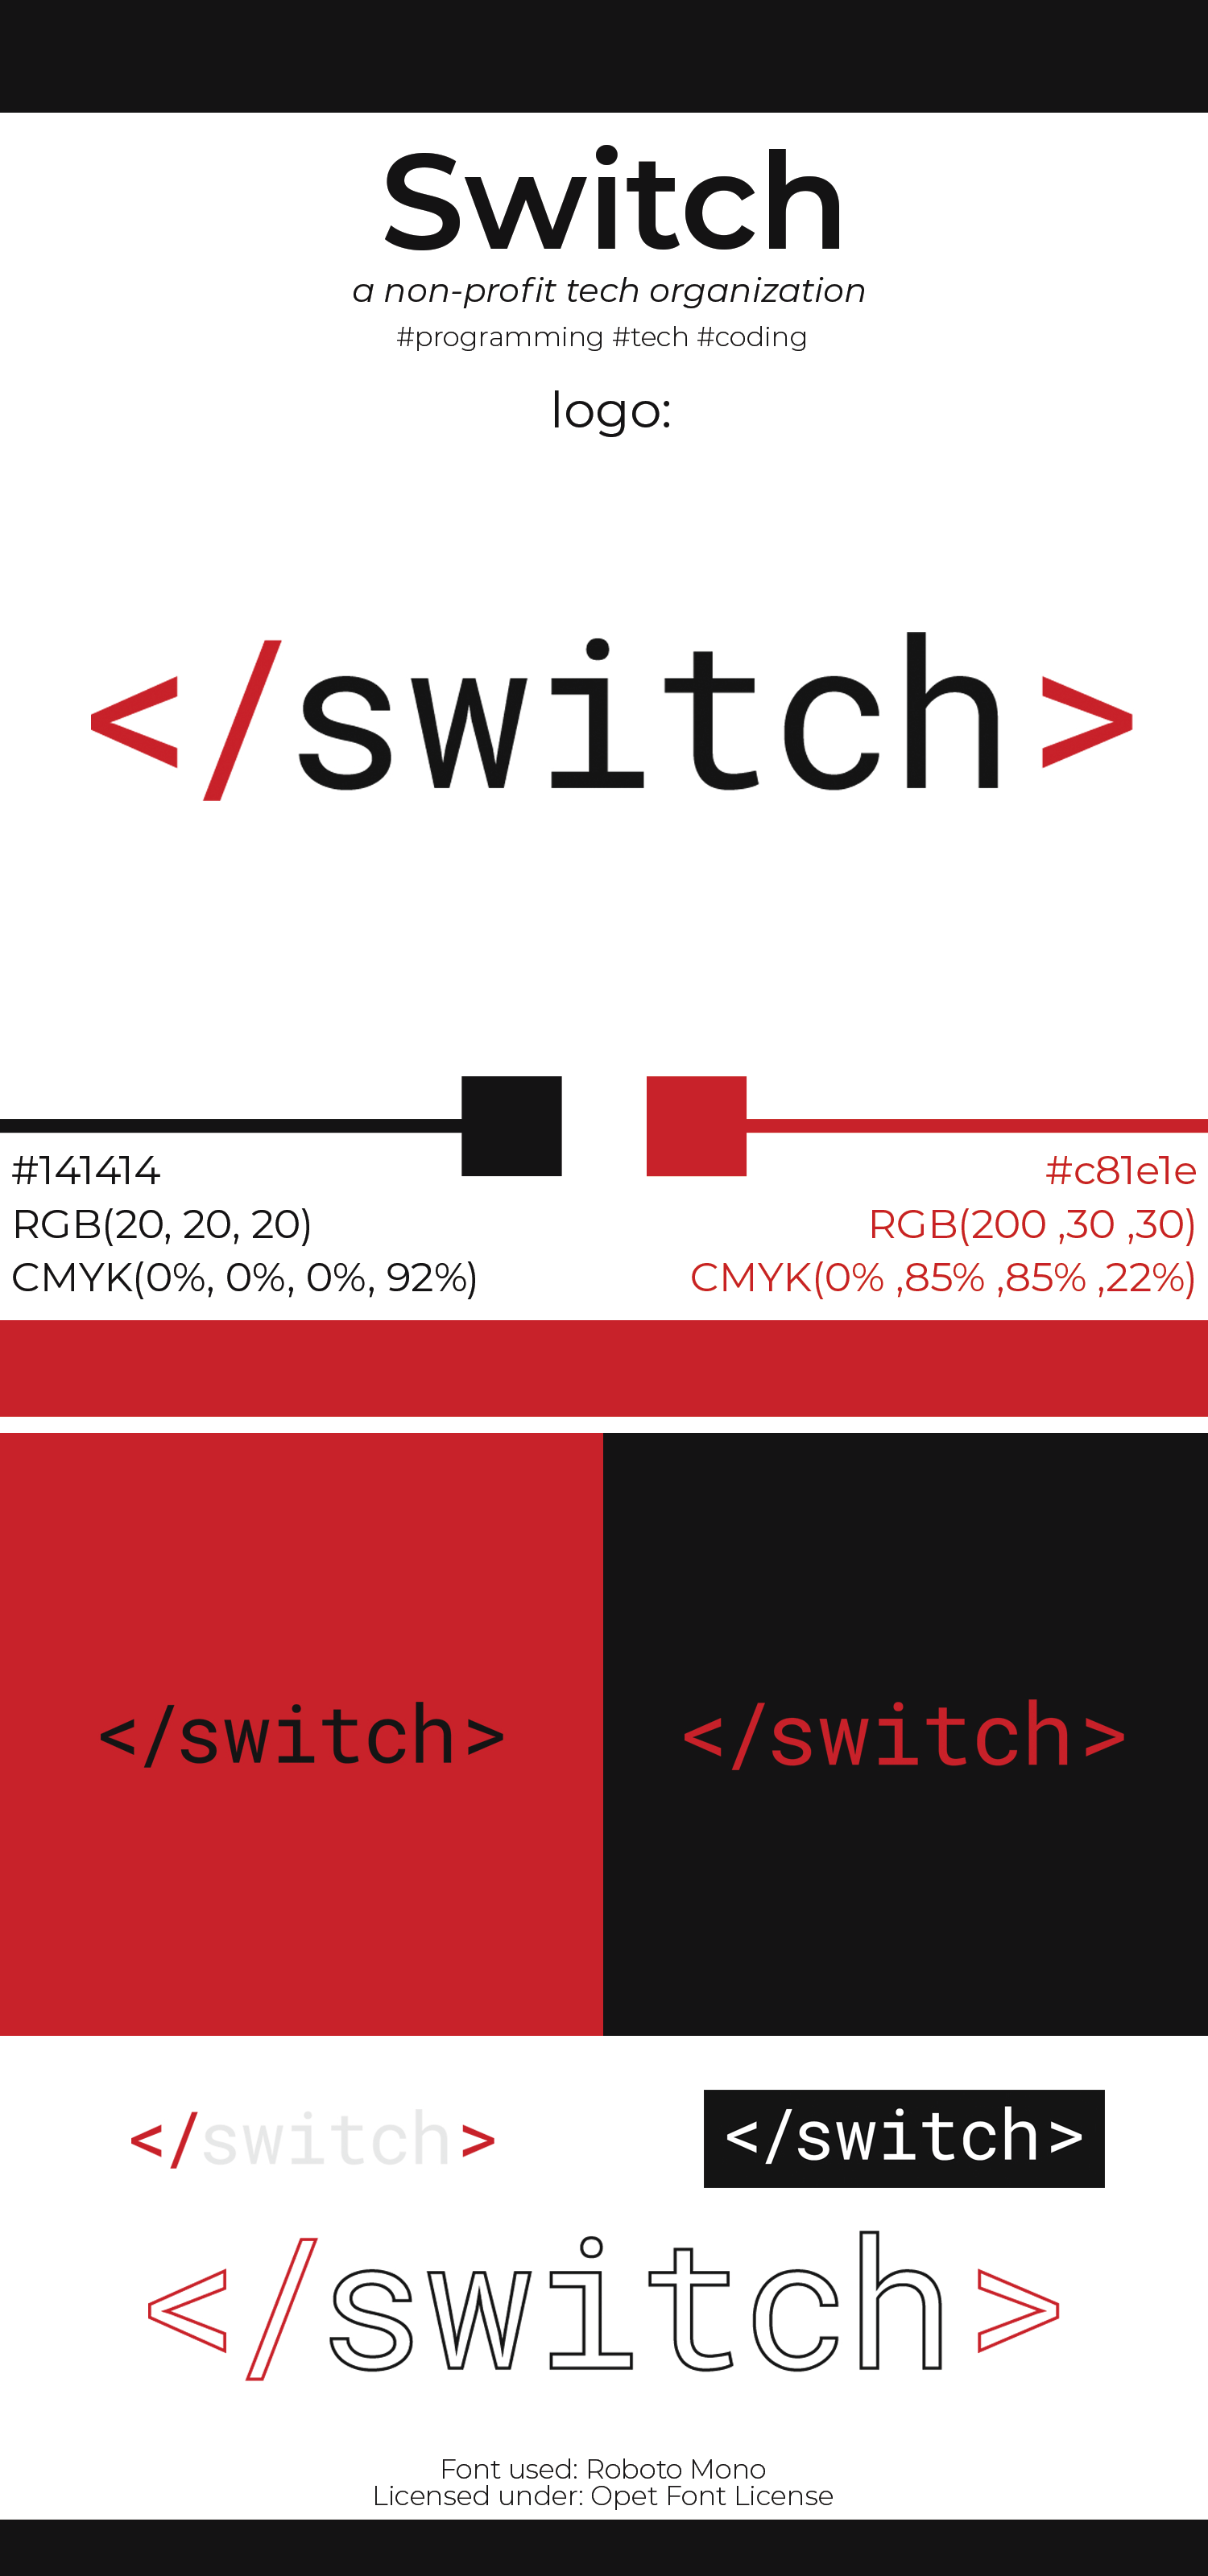 Switch
a non-profit tech organization
#programming #tech #coding
logo:
</switch>
#141414
RGB(20, 20, 20)
CMYK(0%, 0%, 0%, 92%)
#c81e1e
RGB(200 ,30 ,30)
CMYK(0% ,85% ,85% ,22%)
</switch>
</switch>
</switch>
</switch>
</switch>
Font used: Roboto Mono
Licensed under: Opet Font License